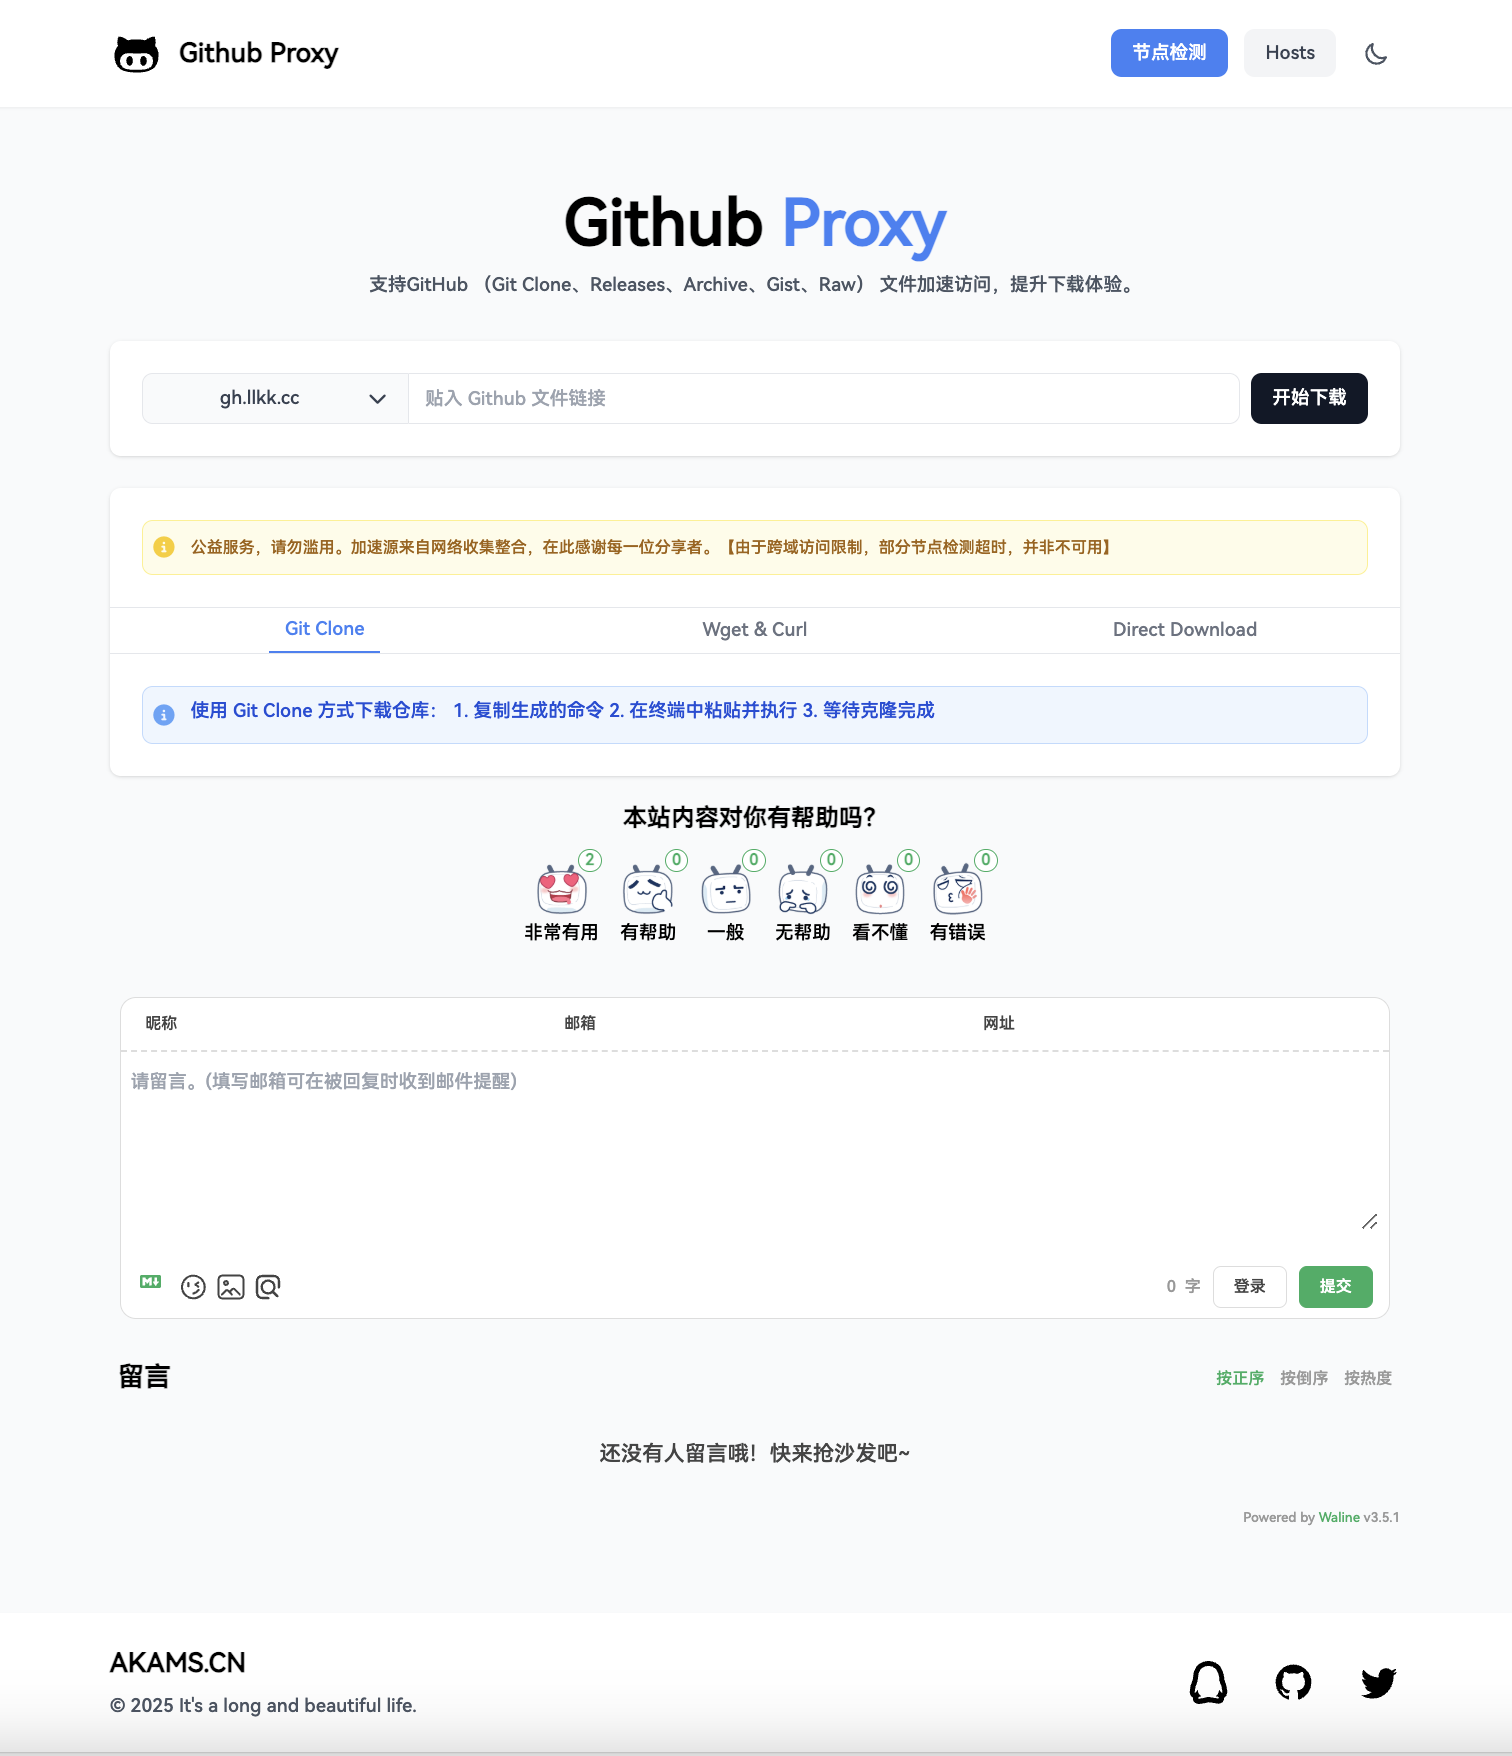 Github Proxy
节点检测
Hosts
Github Proxy
支持GitHub （Git Clone、Releases、Archive、Gist、Raw） 文件加速访问，提升下载体验。
gh.llkk.cc
贴入 Github 文件链接
开始下载
公益服务，请勿滥用。加速源来自网络收集整合，在此感谢每一位分享者。【由于跨域访问限制，部分节点检测超时，并非不可用】
Git Clone
Wget & Curl
Direct Download
使用 Git Clone 方式下载仓库： 1. 复制生成的命令 2. 在终端中粘贴并执行 3. 等待克隆完成
本站内容对你有帮助吗？
2 0 0 0 0 0
非常有用 有帮助 一般 无帮助 看不懂 有错误
昵称 邮箱 网址
请留言。(填写邮箱可在被回复时收到邮件提醒)
M↓
0 字
登录
提交
留言
按正序 按倒序 按热度
还没有人留言哦！快来抢沙发吧~
Powered by Waline v3.5.1
AKAMS.CN
© 2025 It's a long and beautiful life.